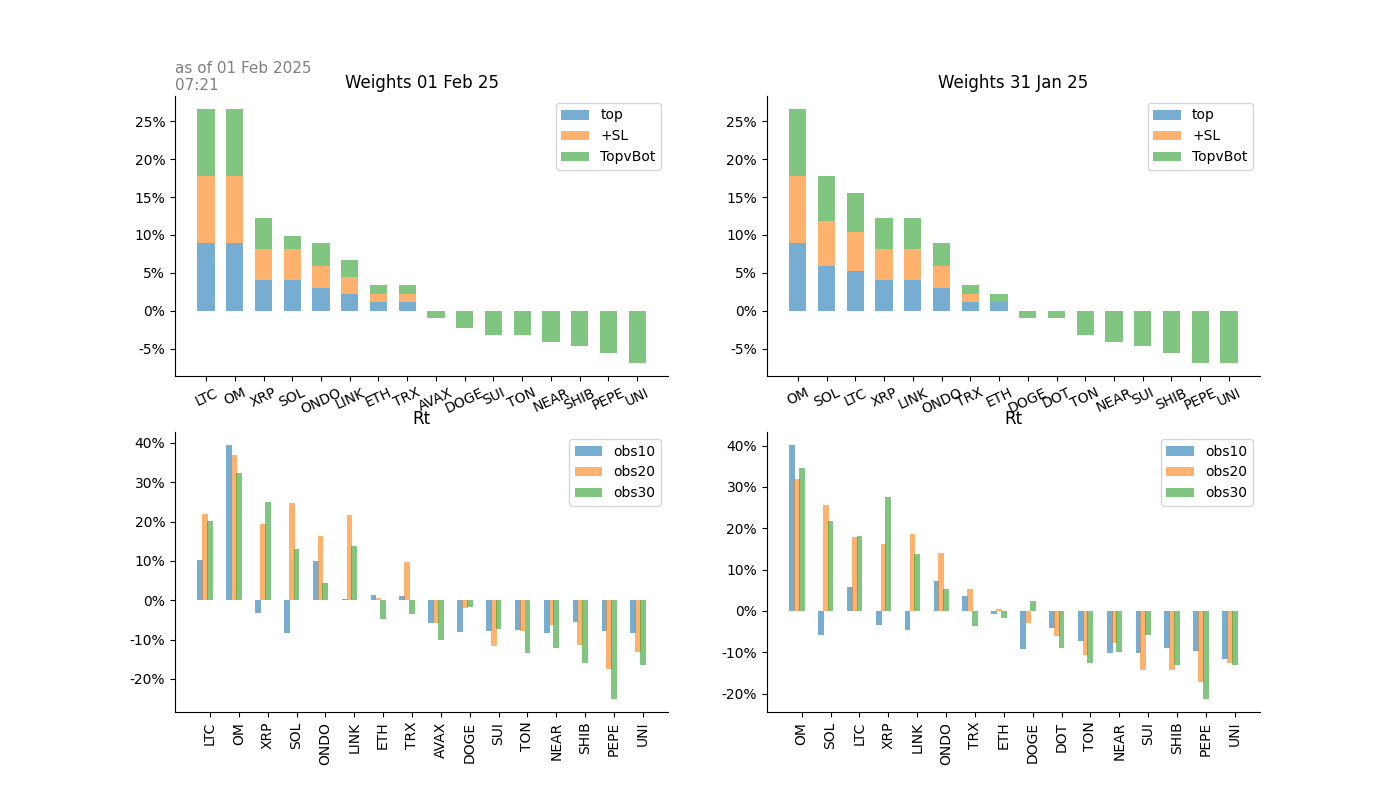 as of 01 Feb 2025
07:21
Weights 01 Feb 25
25%
20%
15%
10%
5%
0%
-5%
top
+SL
TopvBot
LTC OM XRP SOL ONDO LINK ETH TRX AVAX DOGE SUI TON NEAR SHIB PEPE UNI
Weights 31 Jan 25
25%
20%
15%
10%
5%
0%
-5%
top
+SL
TopvBot
OM SOL LTC XRP LINK ONDO TRX ETH DOGE DOT TON NEAR SUI SHIB PEPE UNI
Rt
40%
30%
20%
10%
0%
-10%
-20%
obs10
obs20
obs30
LTC OM XRP SOL ONDO LINK ETH TRX AVAX DOGE SUI TON NEAR SHIB PEPE UNI
Rt
40%
30%
20%
10%
0%
-10%
-20%
obs10
obs20
obs30
OM SOL LTC XRP LINK ONDO TRX ETH DOGE DOT TON NEAR SUI SHIB PEPE UNI